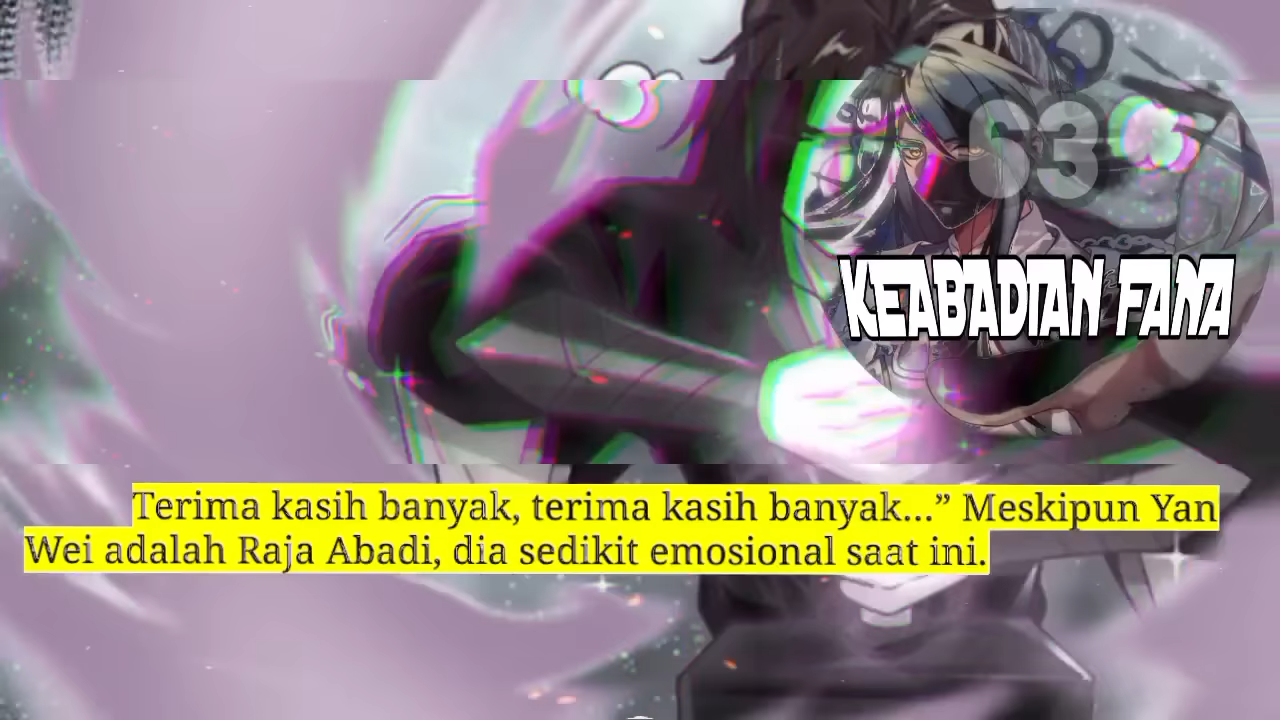 63
KEABADIAN FANA
Terima kasih banyak, terima kasih banyak...” Meskipun Yan
Wei adalah Raja Abadi, dia sedikit emosional saat ini.